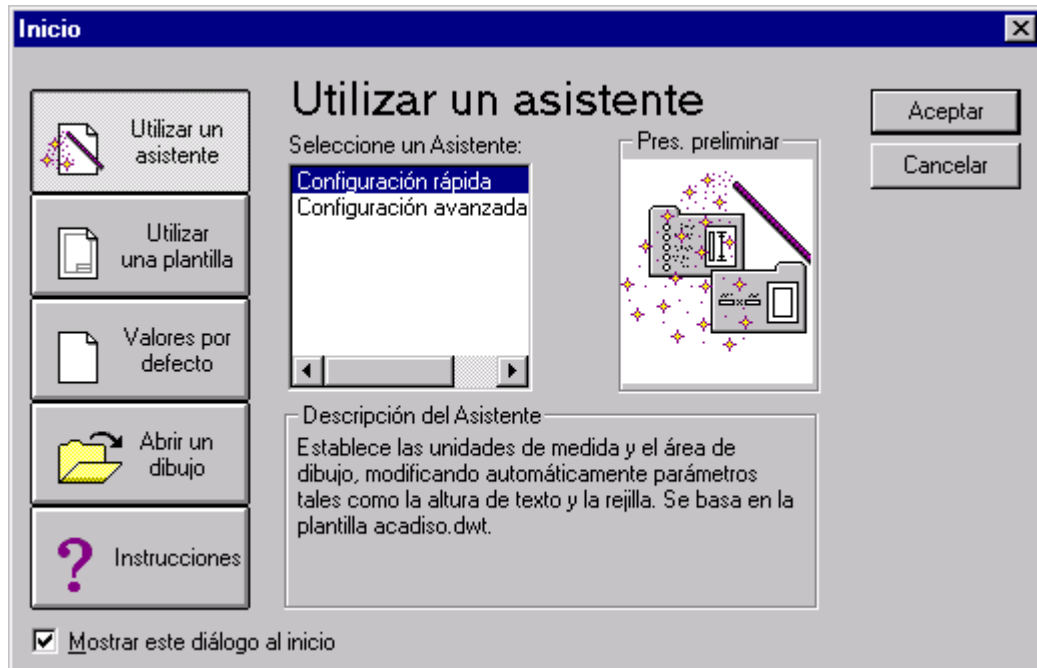 Inicio
Utilizar un
asistente
Utilizar
una plantilla
Valores por
defecto
Abrir un
dibujo
Instrucciones
Utilizar un asistente
Seleccione un Asistente:
Configuración rápida
Configuración avanzada
Pres. preliminar
Descripción del Asistente
Establece las unidades de medida y el área de
dibujo, modificando automáticamente parámetros
tales como la altura de texto y la rejilla. Se basa en la
plantilla acadiso.dwt.
Aceptar
Cancelar
Mostrar este diálogo al inicio